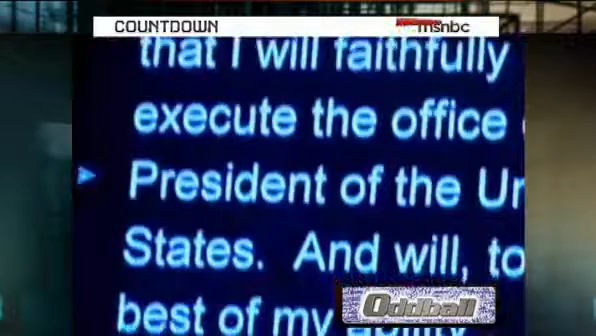 COUNTDOWN
msnbc
that I will faithfully
execute the office
President of the Un
States. And will, to
best of my
Oddball